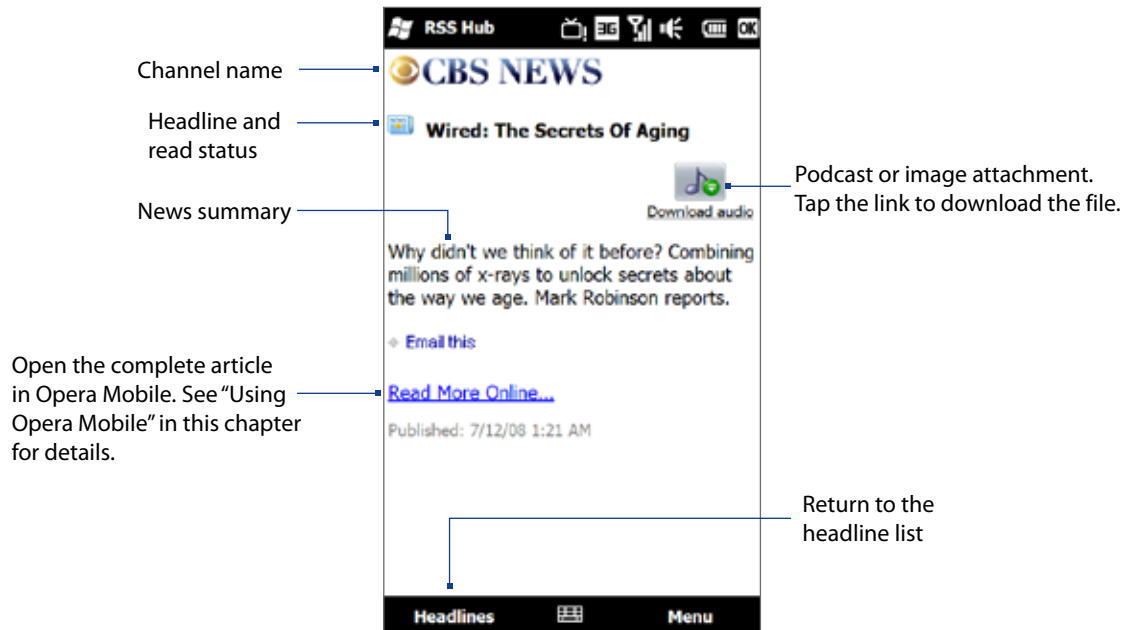 RSS Hub
3G
OK
Channel name
CBS NEWS
Headline and
read status
Wired: The Secrets Of Aging
Podcast or image attachment.
Tap the link to download the file.
Download audio
News summary
Why didn't we think of it before? Combining
millions of x-rays to unlock secrets about
the way we age. Mark Robinson reports.
Email this
Open the complete article
in Opera Mobile. See “Using
Opera Mobile” in this chapter
for details.
Read More Online...
Published: 7/12/08 1:21 AM
Return to the
headline list
Headlines
Menu